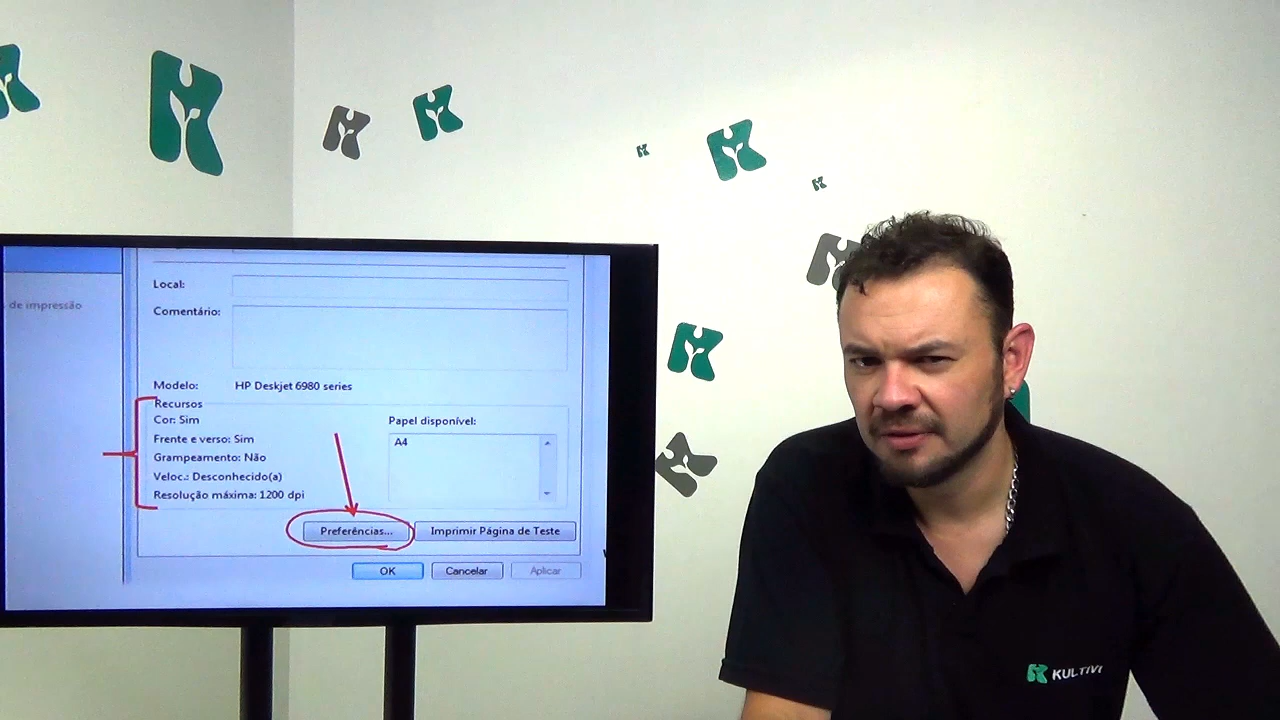 de impressão
Local:
Comentário:
Modelo: HP Deskjet 6980 series
Recursos
Cor: Sim
Papel disponível:
Frente e verso: Sim
A4
Grampeamento: Não
Veloc.: Desconhecido(a)
Resolução máxima: 1200 dpi
Preferências... Imprimir Página de Teste
OK Cancelar Aplicar
KULTIVI